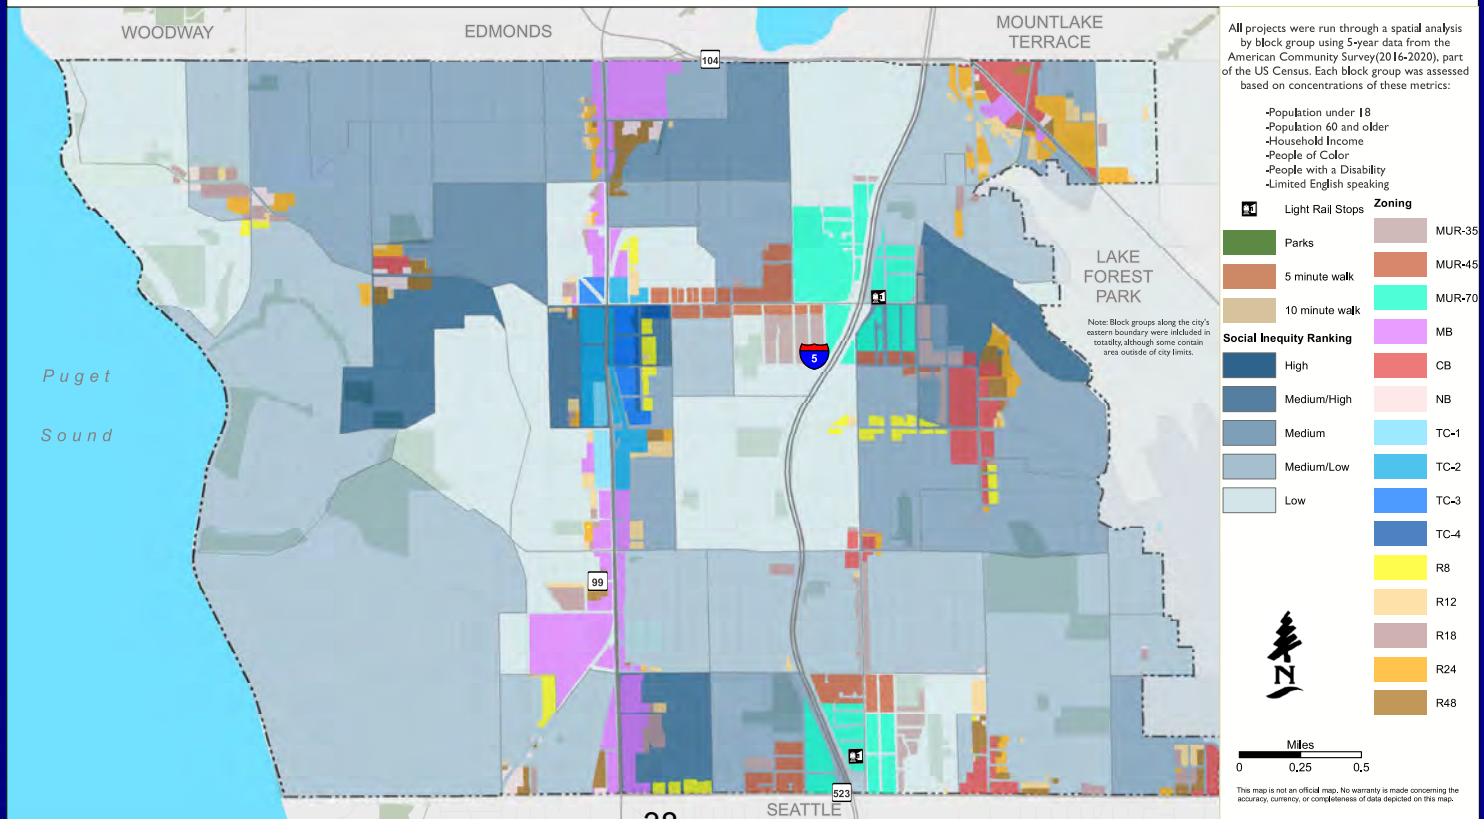 WOODWAY
EDMONDS
MOUNTLAKE
TERRACE
104
LAKE
FOREST
PARK
Note: Block groups along the city's
eastern boundary were inlcluded in
totatilty, although some contain
area outisde of city limits.
5
Puget
Sound
99
523
SEATTLE
38
All projects were run through a spatial analysis
by block group using 5-year data from the
American Community Survey(2016-2020), part
of the US Census. Each block group was assessed
based on concentrations of these metrics:
-Population under 18
-Population 60 and older
-Household Income
-People of Color
-People with a Disability
-Limited English speaking
Light Rail Stops
Parks
5 minute walk
10 minute walk
Social Inequity Ranking
High
Medium/High
Medium
Medium/Low
Low
Zoning
MUR-35
MUR-45
MUR-70
MB
CB
NB
TC-1
TC-2
TC-3
TC-4
R8
R12
R18
R24
R48
N
Miles
0 0.25 0.5
This map is not an official map. No warranty is made concerning the
accuracy, currency, or completeness of data depicted on this map.